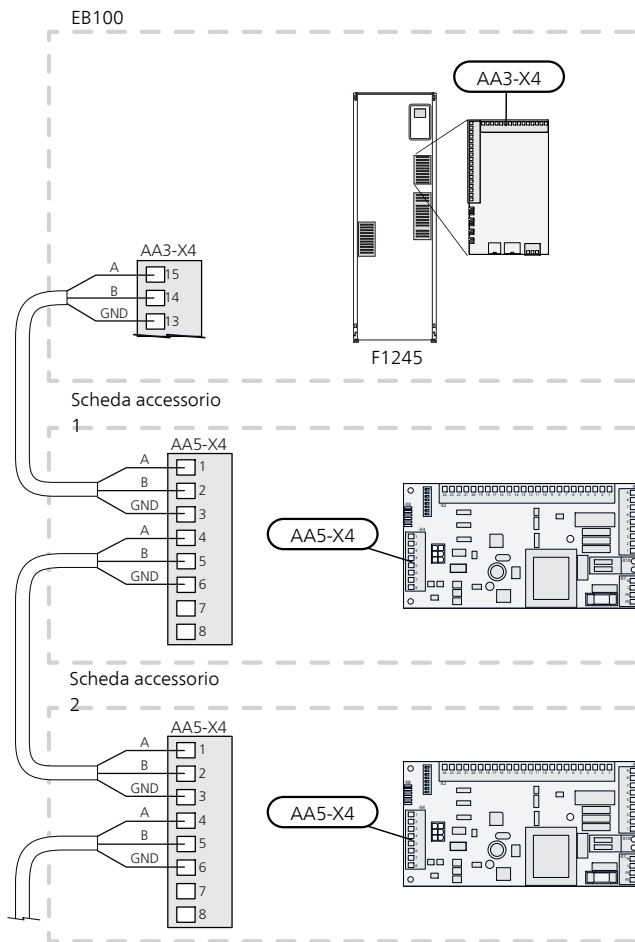 EB100
AA3-X4
AA3-X4
A 15
B 14
GND 13
F1245
Scheda accessorio
1
AA5-X4
A 1
B 2
GND 3
A 4
B 5
GND 6
7
8
AA5-X4
Scheda accessorio
2
AA5-X4
A 1
B 2
GND 3
A 4
B 5
GND 6
7
8
AA5-X4